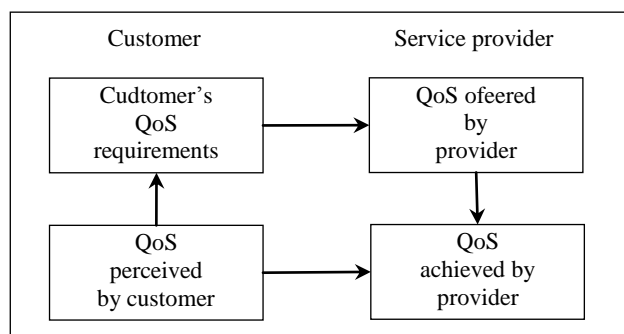 Customer
Service provider
Cudtomer’s
QoS
requirements
QoS ofeered
by
provider
QoS
perceived
by customer
QoS
achieved by
provider